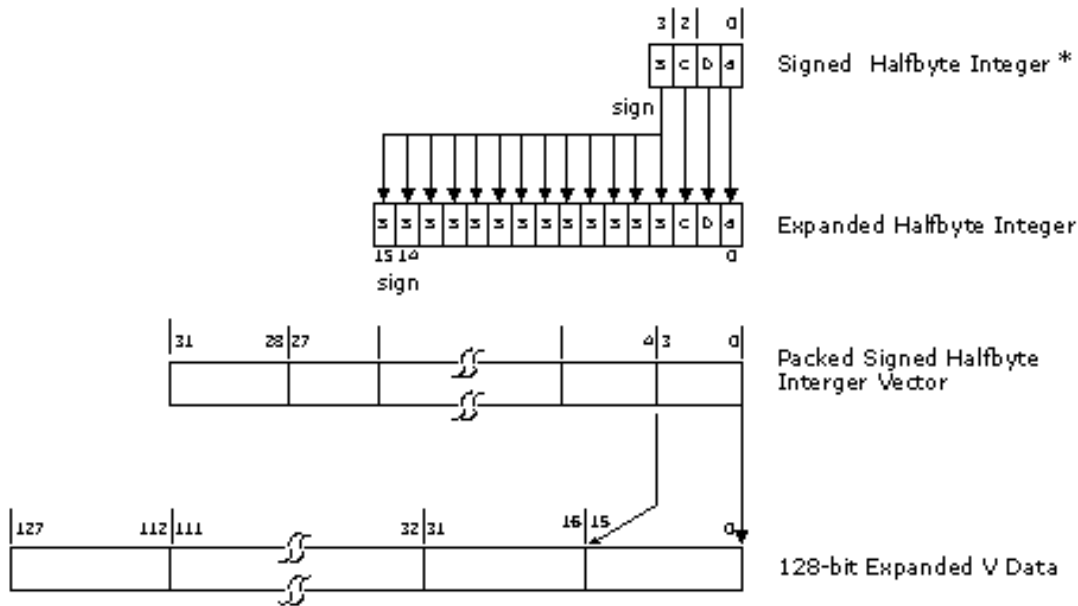 3 2 0
S C D a
Signed Halfbyte Integer *
sign
S S S S S S S S S S S S S C D a
Expanded Halfbyte Integer
15 14 0
sign
31 28 27 4 3 0
Packed Signed Halfbyte
Interger Vector
127 112 111 32 31 16 15 0
128-bit Expanded V Data